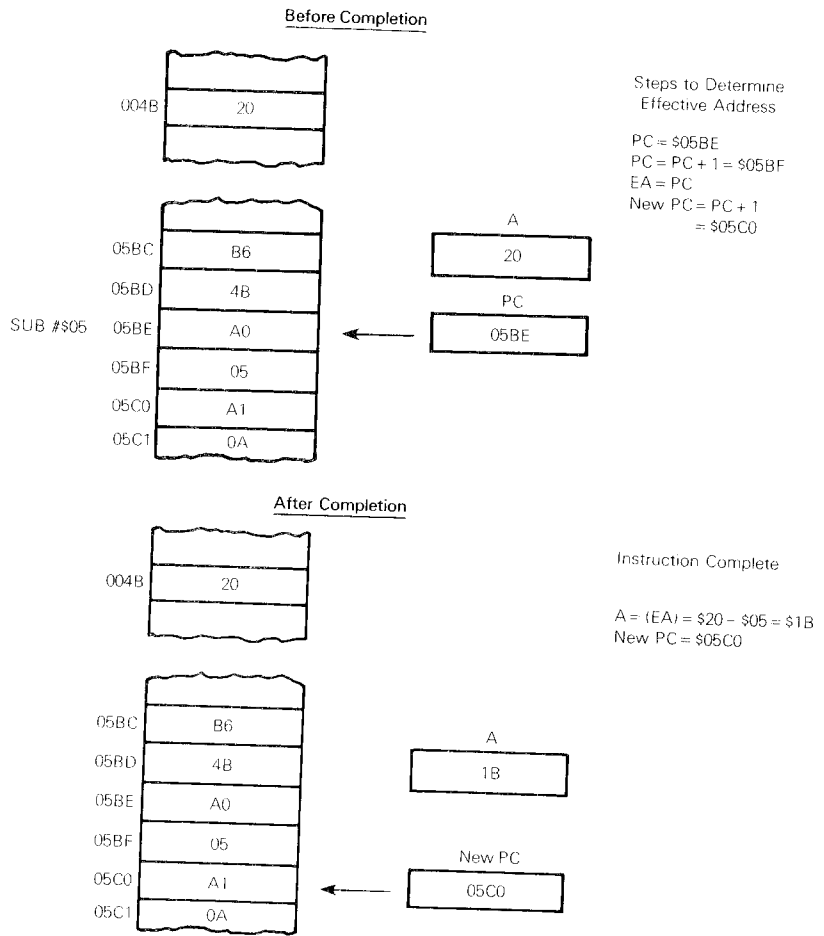 Before Completion
004B 20
Steps to Determine
Effective Address
PC = $05BE
PC = PC + 1 = $05BF
EA = PC
New PC = PC + 1
= $05C0
05BC B6
05BD 4B
SUB #$05 05BE A0
05BF 05
05C0 A1
05C1 0A
A
20
PC
05BE
After Completion
004B 20
Instruction Complete
A = (EA) = $20 – $05 = $1B
New PC = $05C0
05BC B6
05BD 4B
05BE A0
05BF 05
05C0 A1
05C1 0A
A
1B
New PC
05C0